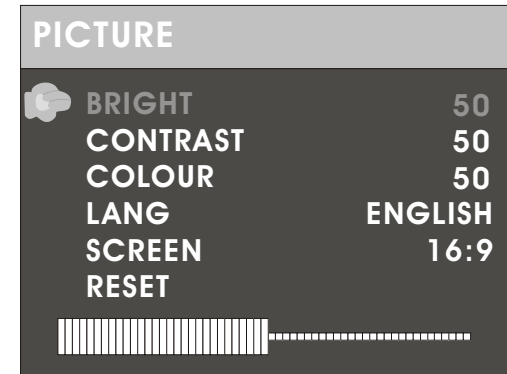 PICTURE
BRIGHT 50
CONTRAST 50
COLOUR 50
LANG ENGLISH
SCREEN 16:9
RESET